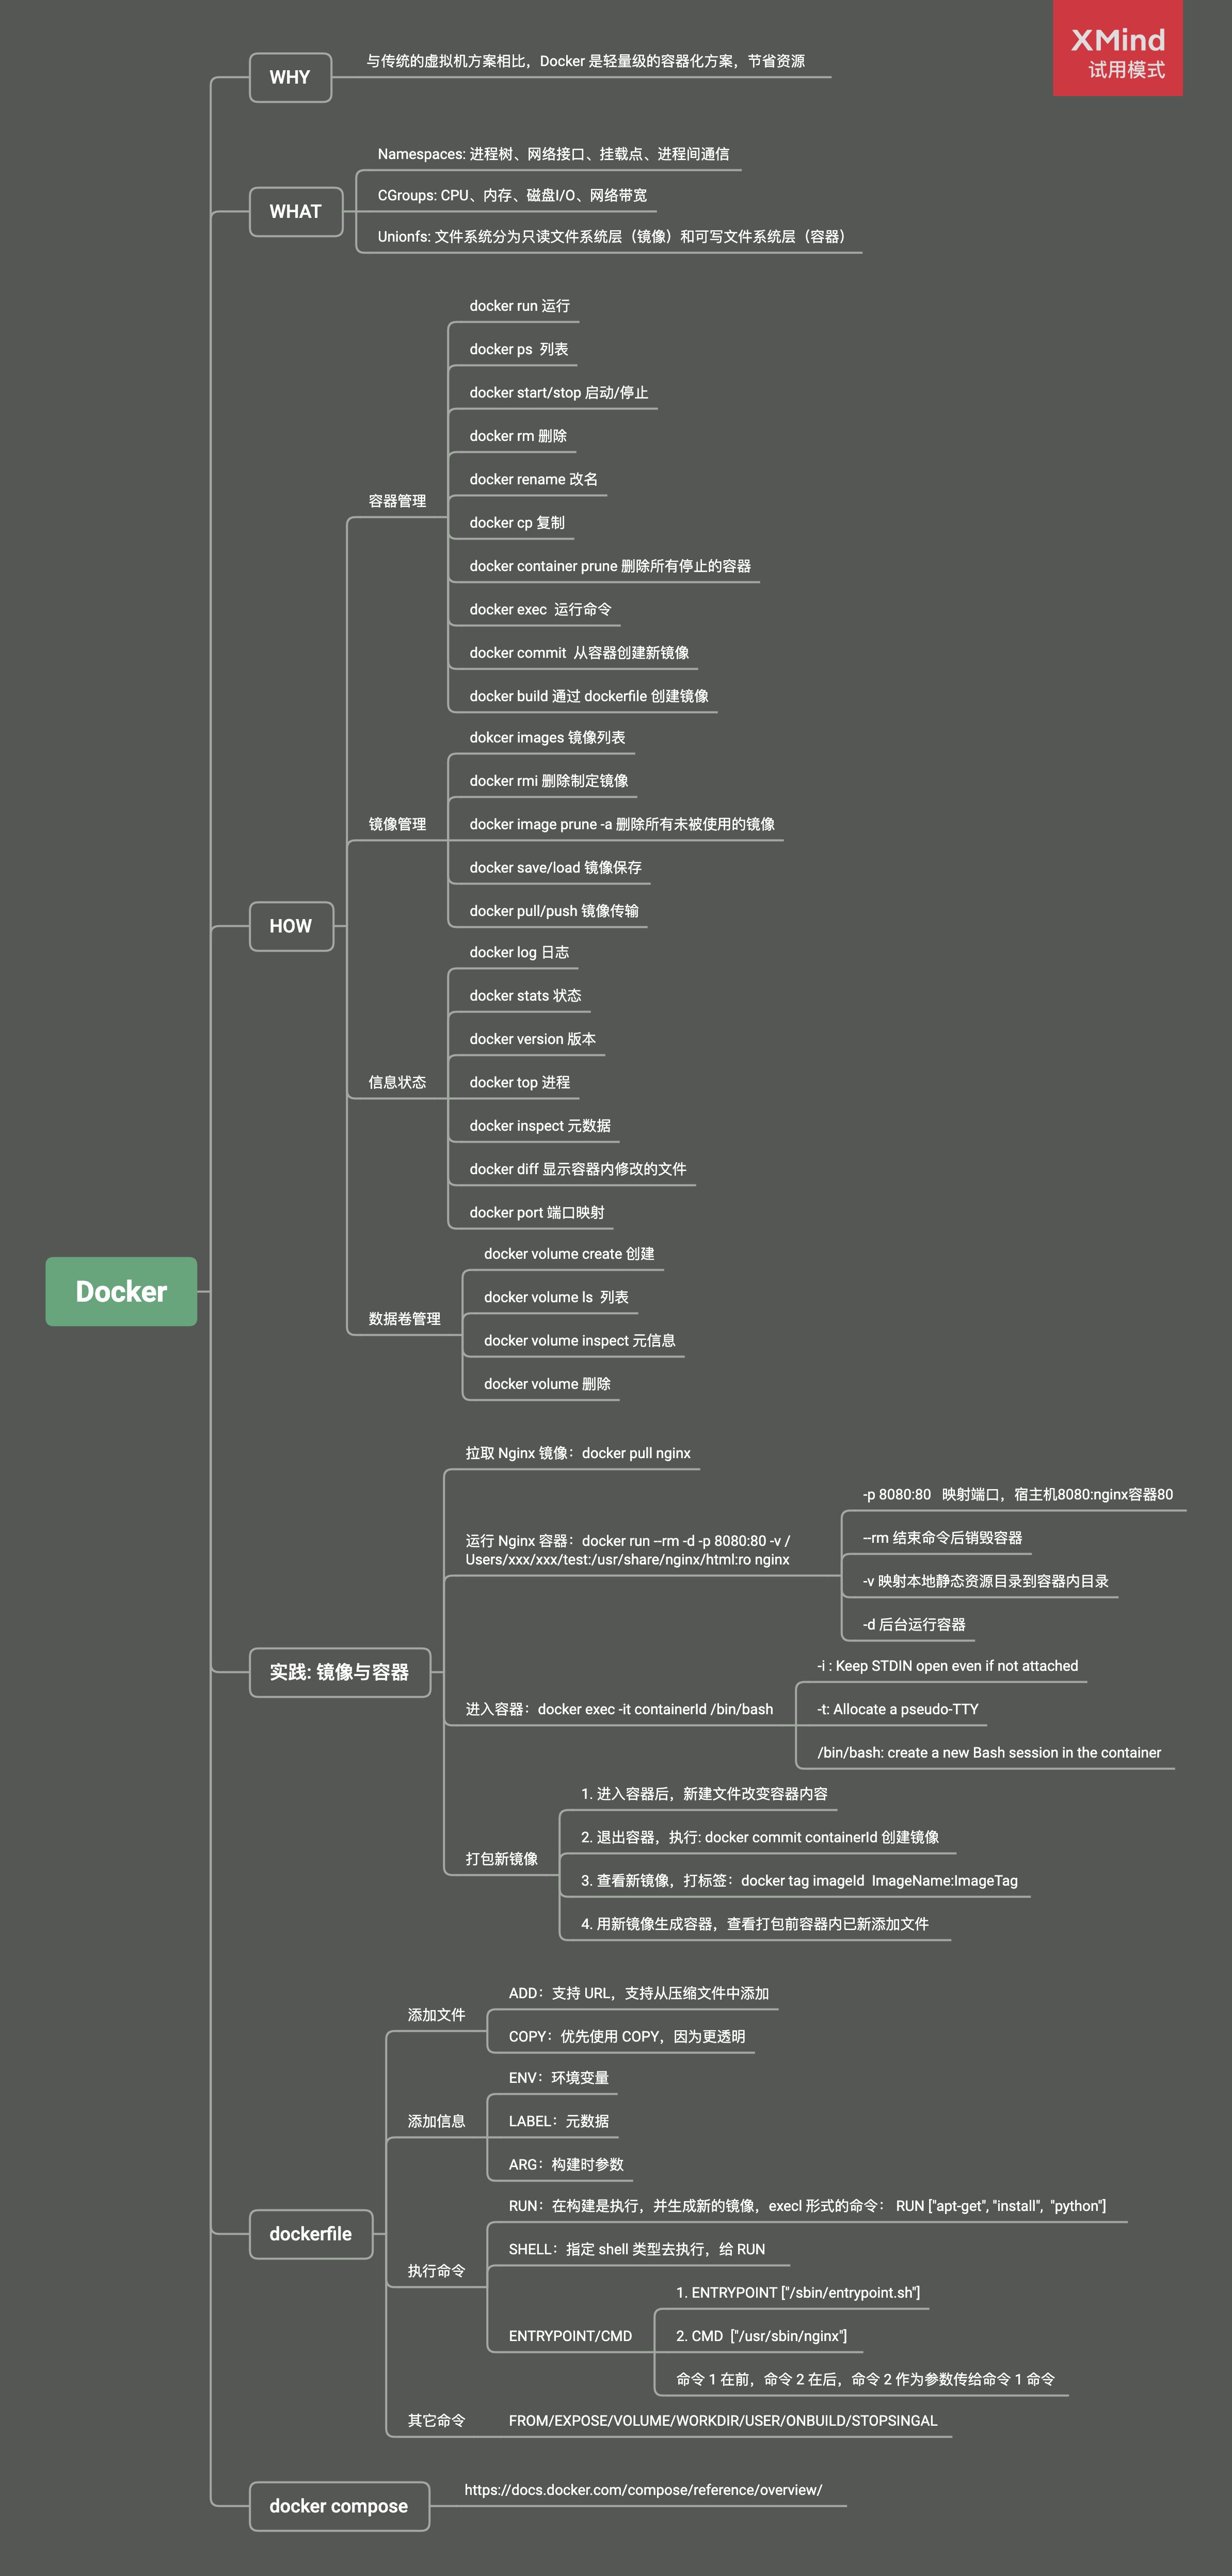 XMind
试用模式
WHY
与传统的虚拟机方案相比，Docker 是轻量级的容器化方案，节省资源
WHAT
Namespaces: 进程树、网络接口、挂载点、进程间通信
CGroups: CPU、内存、磁盘I/O、网络带宽
Unionfs: 文件系统分为只读文件系统层（镜像）和可写文件系统层（容器）
HOW
容器管理
docker run 运行
docker ps  列表
docker start/stop 启动/停止
docker rm 删除
docker rename 改名
docker cp 复制
docker container prune 删除所有停止的容器
docker exec  运行命令
docker commit  从容器创建新镜像
docker build 通过 dockerfile 创建镜像
镜像管理
dokcer images 镜像列表
docker rmi 删除制定镜像
docker image prune -a 删除所有未被使用的镜像
docker save/load 镜像保存
docker pull/push 镜像传输
信息状态
docker log 日志
docker stats 状态
docker version 版本
docker top 进程
docker inspect 元数据
docker diff 显示容器内修改的文件
docker port 端口映射
Docker
数据卷管理
docker volume create 创建
docker volume ls  列表
docker volume inspect 元信息
docker volume 删除
实践: 镜像与容器
拉取 Nginx 镜像：docker pull nginx
运行 Nginx 容器：docker run --rm -d -p 8080:80 -v /
Users/xxx/xxx/test:/usr/share/nginx/html:ro nginx
-p 8080:80   映射端口，宿主机8080:nginx容器80
--rm 结束命令后销毁容器
-v 映射本地静态资源目录到容器内目录
-d 后台运行容器
进入容器：docker exec -it containerId /bin/bash
-i : Keep STDIN open even if not attached
-t: Allocate a pseudo-TTY
/bin/bash: create a new Bash session in the container
打包新镜像
1. 进入容器后，新建文件改变容器内容
2. 退出容器，执行: docker commit containerId 创建镜像
3. 查看新镜像，打标签：docker tag imageId  ImageName:ImageTag
4. 用新镜像生成容器，查看打包前容器内已新添加文件
dockerfile
添加文件
ADD：支持 URL，支持从压缩文件中添加
COPY：优先使用 COPY，因为更透明
添加信息
ENV：环境变量
LABEL：元数据
ARG：构建时参数
执行命令
RUN：在构建是执行，并生成新的镜像，execl 形式的命令： RUN ["apt-get", "install",  "python"]
SHELL：指定 shell 类型去执行，给 RUN
ENTRYPOINT/CMD
1. ENTRYPOINT ["/sbin/entrypoint.sh"]
2. CMD  ["/usr/sbin/nginx"]
命令 1 在前，命令 2 在后，命令 2 作为参数传给命令 1 命令
其它命令
FROM/EXPOSE/VOLUME/WORKDIR/USER/ONBUILD/STOPSINGAL
docker compose
https://docs.docker.com/compose/reference/overview/